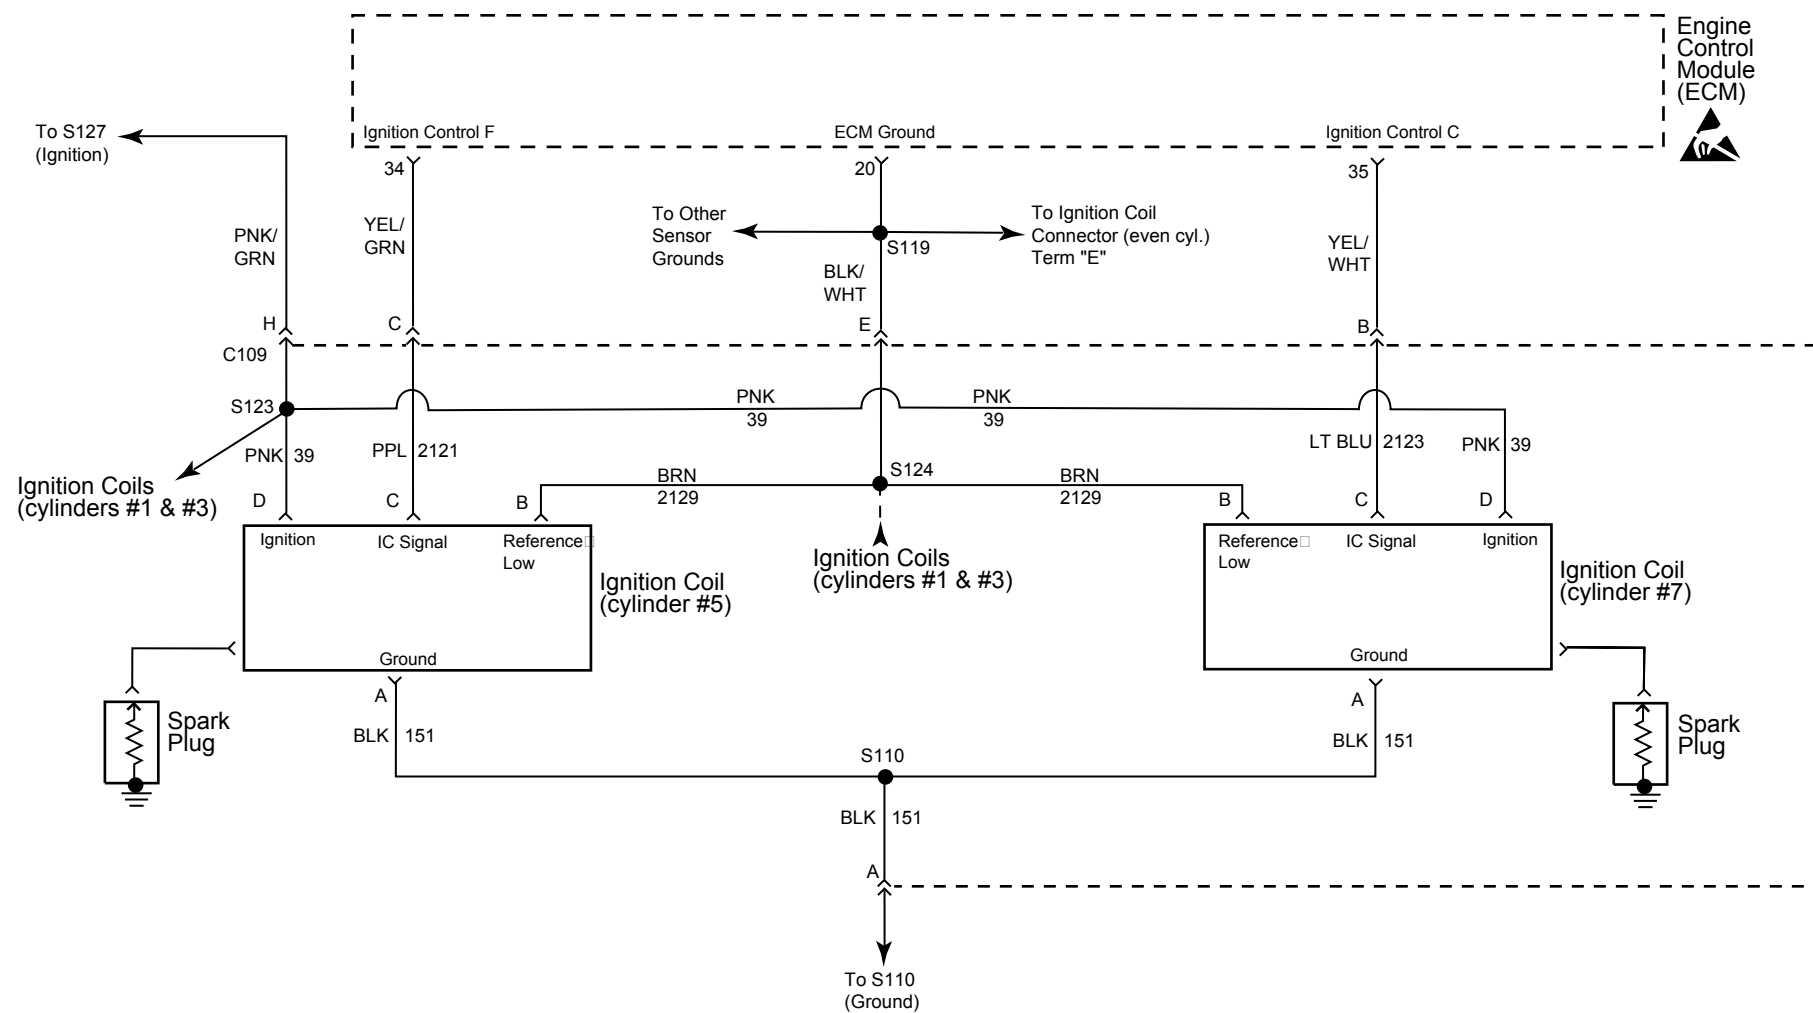 Engine
Control
Module
(ECM)
To S127
(Ignition)
Ignition Control F
ECM Ground
Ignition Control C
34
20
35
PNK/
GRN
YEL/
GRN
To Other
Sensor
Grounds
S119
To Ignition Coil
Connector (even cyl.)
Term "E"
BLK/
WHT
YEL/
WHT
H
C
E
B
C109
S123
PNK
39
PNK
39
PNK 39
PPL 2121
LT BLU 2123
PNK 39
Ignition Coils
(cylinders #1 & #3)
BRN
2129
S124
BRN
2129
D
C
B
B
C
D
Ignition
IC Signal
Reference
Low
Ignition Coils
(cylinders #1 & #3)
Reference
Low
IC Signal
Ignition
Ignition Coil
(cylinder #5)
Ignition Coil
(cylinder #7)
Ground
Ground
A
A
Spark
Plug
BLK 151
BLK 151
Spark
Plug
S110
BLK 151
A
To S110
(Ground)